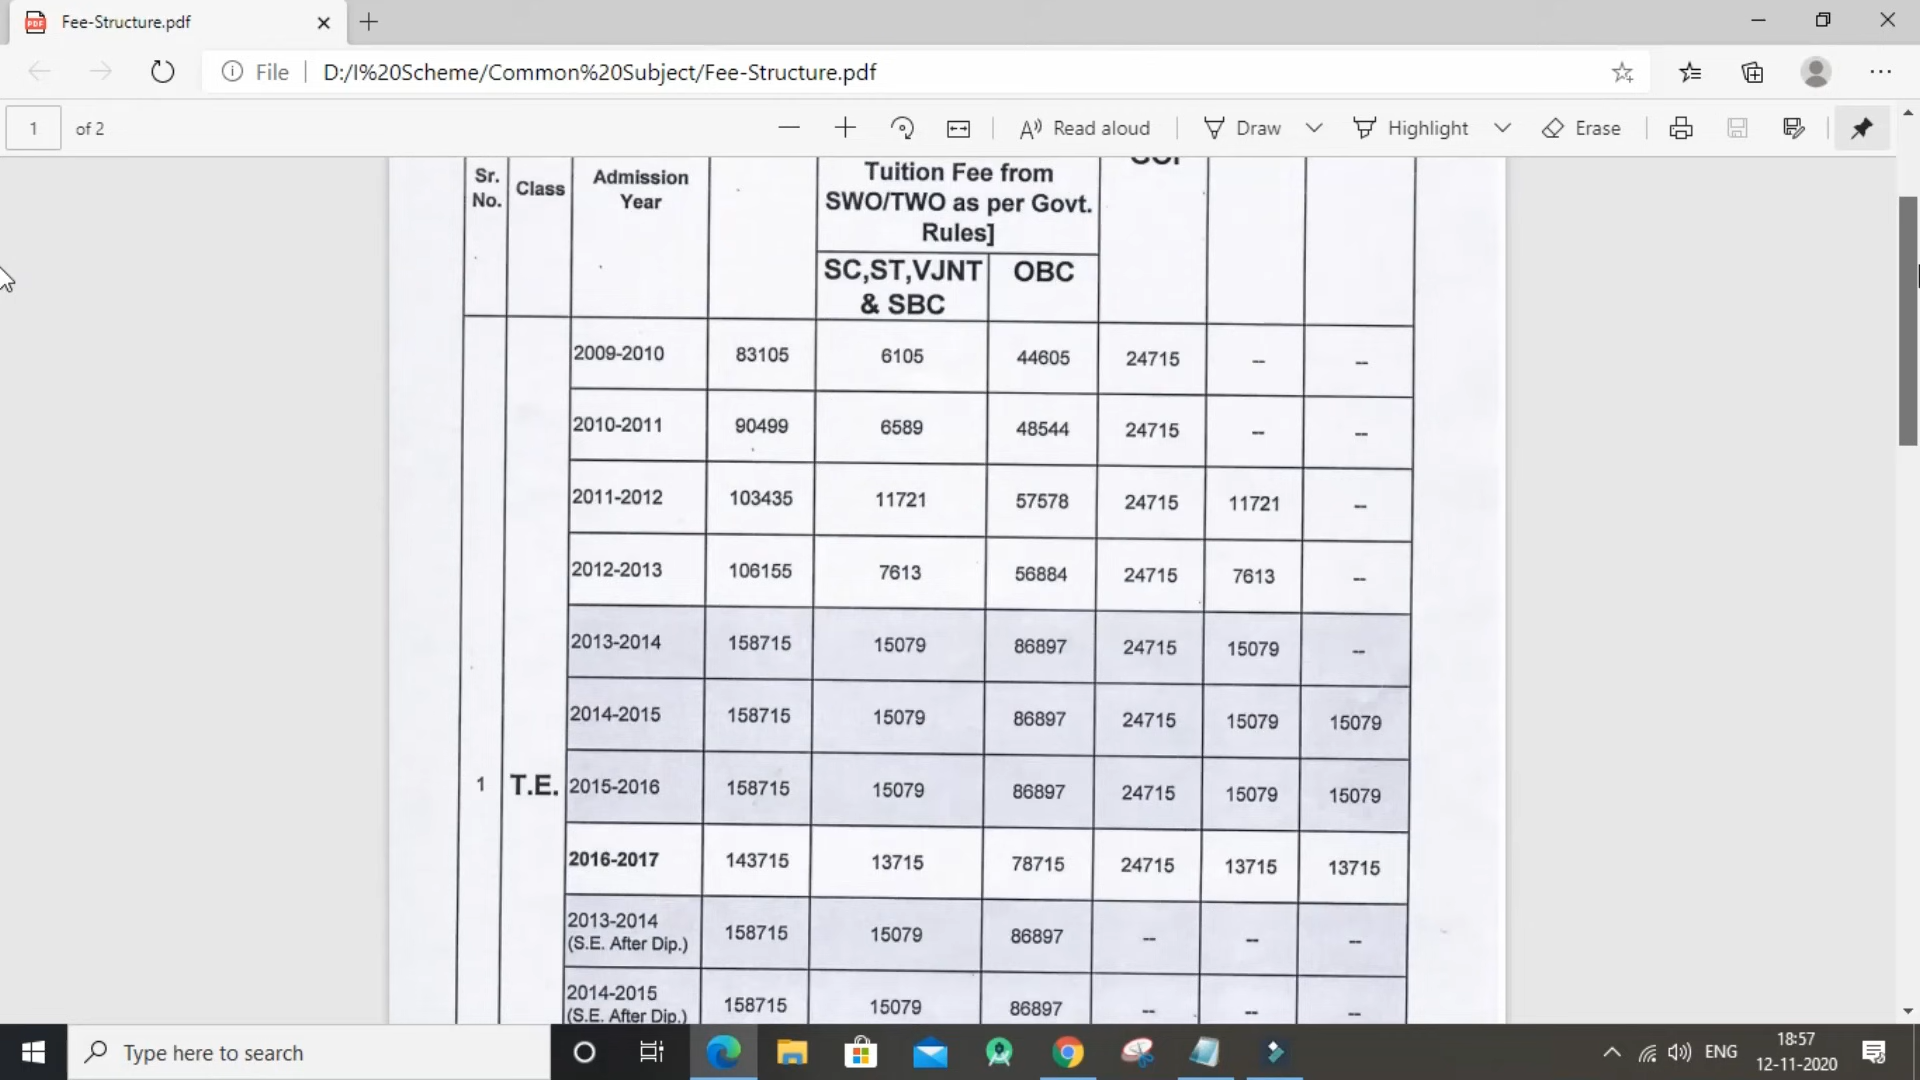 Fee-Structure.pdf
File D:/I%20Scheme/Common%20Subject/Fee-Structure.pdf
1 of 2 Read aloud Draw Highlight Erase
Sr. No. Class Admission Year
Tuition Fee from
SWO/TWO as per Govt.
Rules]
SC,ST,VJNT & SBC OBC
2009-2010 83105 6105 44605 24715 -- --
2010-2011 90499 6589 48544 24715 -- --
2011-2012 103435 11721 57578 24715 11721 --
2012-2013 106155 7613 56884 24715 7613 --
2013-2014 158715 15079 86897 24715 15079 --
2014-2015 158715 15079 86897 24715 15079 15079
1 T.E. 2015-2016 158715 15079 86897 24715 15079 15079
2016-2017 143715 13715 78715 24715 13715 13715
2013-2014 (S.E. After Dip.) 158715 15079 86897 -- -- --
2014-2015 (S.E. After Dip.) 158715 15079 86897 -- -- --
Type here to search
ENG
18:57
12-11-2020